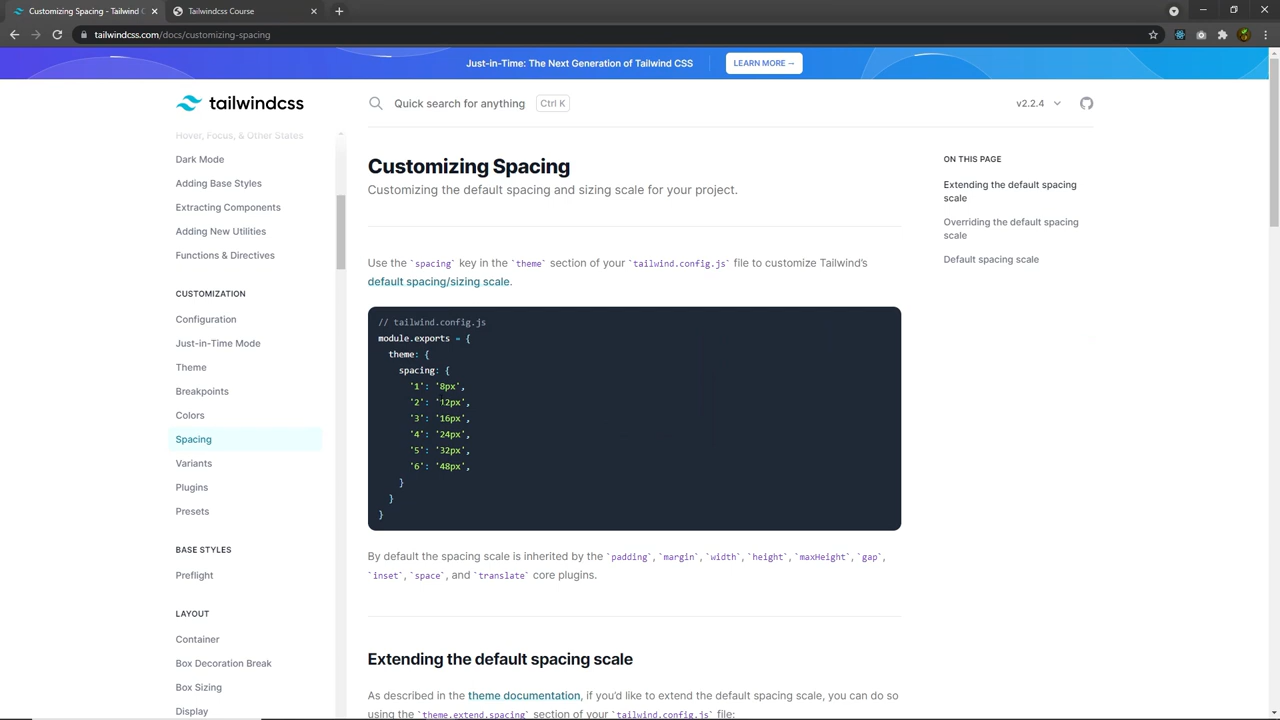 Customizing Spacing - Tailwind C
Tailwind
tailwindcss.com/docs/customizing-spacing
Just-in-Time: The Next Generation of Tailwind CSS
LEARN MORE →
tailwindcss
Quick search for anything
Ctrl K
v2.2.4
Hover, Focus, & Other States
Dark Mode
Adding Base Styles
Extracting Components
Adding New Utilities
Functions & Directives
CUSTOMIZATION
Configuration
Just-in-Time Mode
Theme
Breakpoints
Colors
Spacing
Variants
Plugins
Presets
BASE STYLES
Preflight
LAYOUT
Container
Box Decoration Break
Box Sizing
Display
Customizing Spacing
Customizing the default spacing and sizing scale for your project.
Use the `spacing` key in the `theme` section of your `tailwind.config.js` file to customize Tailwind's
default spacing/sizing scale.
// tailwind.config.js
module.exports = {
theme: {
spacing: {
'1': '8px',
'2': '12px',
'3': '16px',
'4': '24px',
'5': '32px',
'6': '48px',
}
}
}
By default the spacing scale is inherited by the `padding`, `margin`, `width`, `height`, `maxHeight`, `gap`,
`inset`, `space`, and `translate` core plugins.
Extending the default spacing scale
As described in the theme documentation, if you'd like to extend the default spacing scale, you can do so
using the `theme.extend.spacing` section of your `tailwind.config.js` file:
ON THIS PAGE
Extending the default spacing
scale
Overriding the default spacing
scale
Default spacing scale